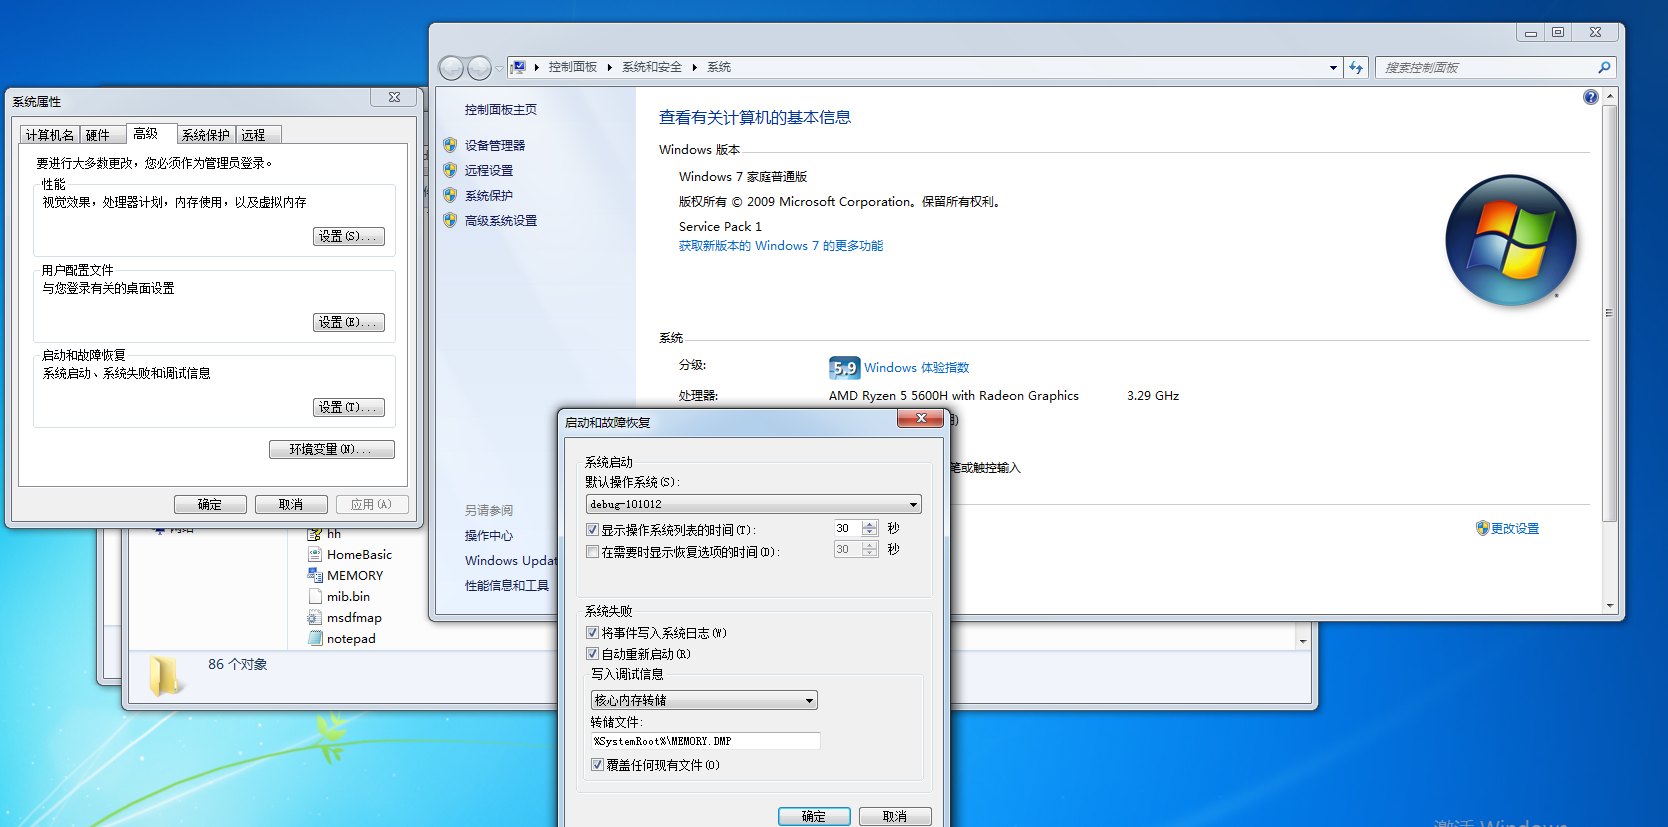 系统属性
计算机名
硬件
高级
系统保护
远程
要进行大多数更改，您必须作为管理员登录。
性能
视觉效果，处理器计划，内存使用，以及虚拟内存
设置(S)...
用户配置文件
与您登录有关的桌面设置
设置(E)...
启动和故障恢复
系统启动、系统失败和调试信息
设置(T)...
环境变量(N)...
确定
取消
应用(A)
控制面板
系统和安全
系统
搜索控制面板
控制面板主页
设备管理器
远程设置
系统保护
高级系统设置
另请参阅
操作中心
Windows Updat
性能信息和工具
查看有关计算机的基本信息
Windows 版本
Windows 7 家庭普通版
版权所有 © 2009 Microsoft Corporation。保留所有权利。
Service Pack 1
获取新版本的 Windows 7 的更多功能
系统
分级:
5.9 Windows 体验指数
处理器:
AMD Ryzen 5 5600H with Radeon Graphics 3.29 GHz
笔或触控输入
更改设置
启动和故障恢复
系统启动
默认操作系统(S):
debug-101012
显示操作系统列表的时间(T):
30 秒
在需要时显示恢复选项的时间(D):
30 秒
系统失败
将事件写入系统日志(W)
自动重新启动(R)
写入调试信息
核心内存转储
转储文件:
%SystemRoot%\MEMORY.DMP
覆盖任何现有文件(O)
确定
取消
网络
hh
HomeBasic
MEMORY
mib.bin
msdfmap
notepad
86 个对象
激活 Windows